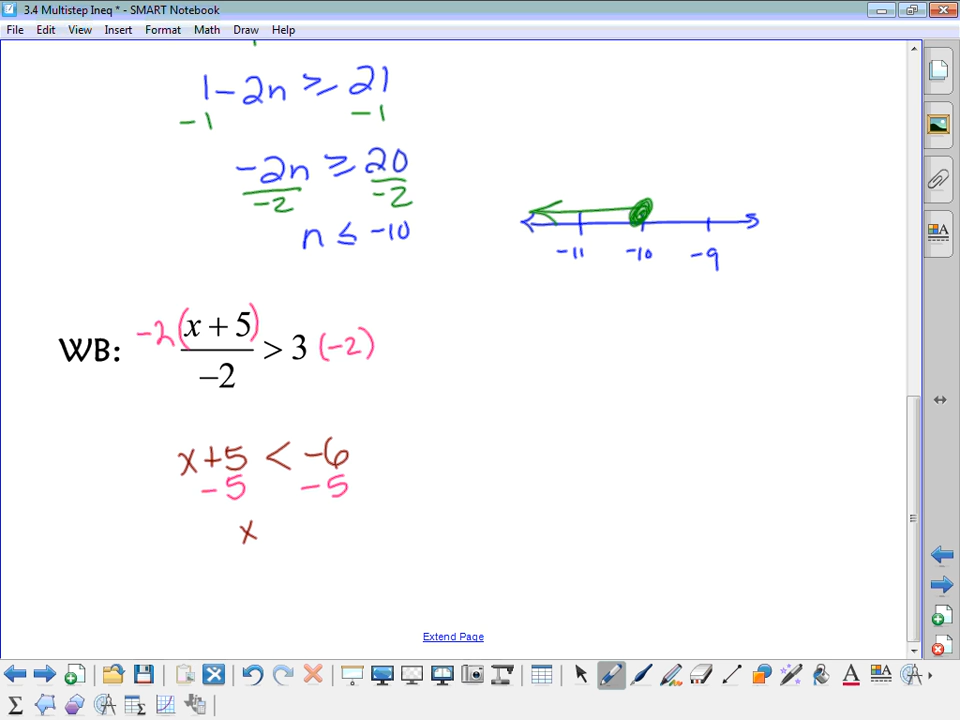 3.4 Multistep Ineq * - SMART Notebook
File Edit View Insert Format Math Draw Help
1 - 2n ≥ 21
-1 -1
-2n ≥ 20
-2 -2
n ≤ -10
-11 -10 -9
WB: -2(x + 5) > 3 (-2)
-2
x+5 < -6
-5 -5
x
Extend Page